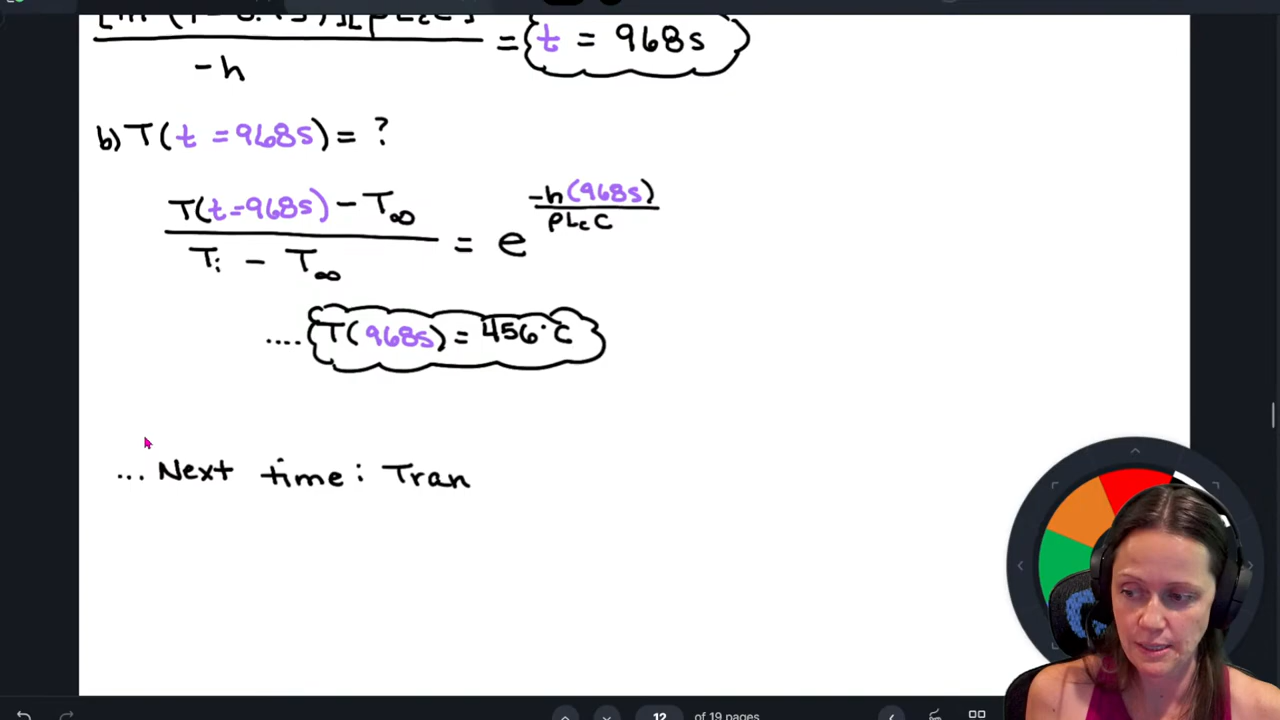 -h
= t = 968s
b) T(t = 968s) = ?
T(t=968s) - T∞
Ti - T∞
= e
-h(968s)
ρLcC
.... T(968s) = 456°C
... Next time: Tran
12 of 19 pages